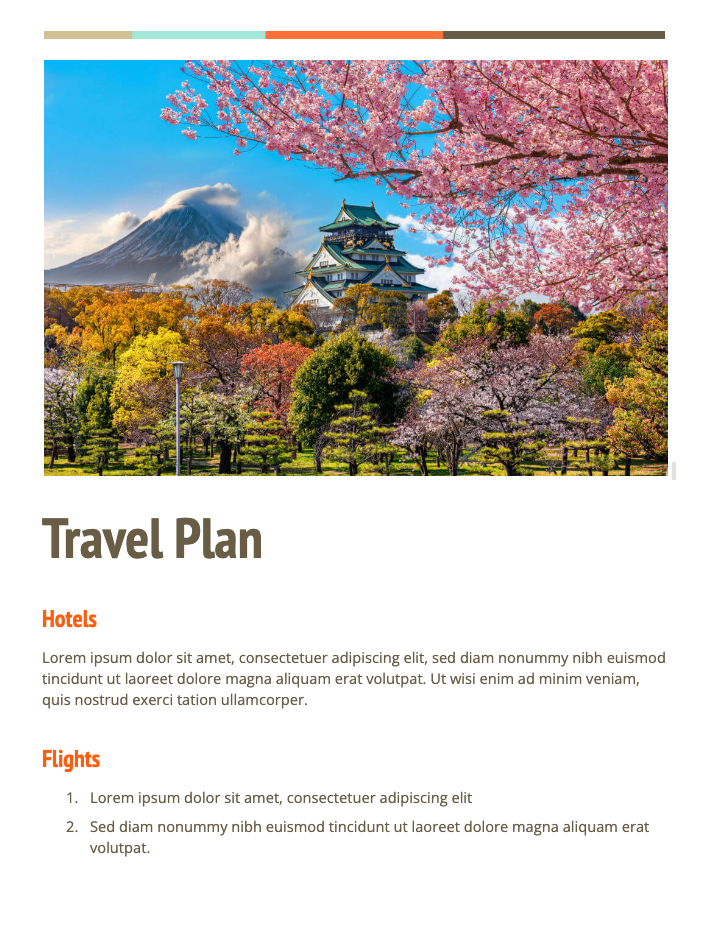 Travel Plan
Hotels
Lorem ipsum dolor sit amet, consectetuer adipiscing elit, sed diam nonummy nibh euismod
tincidunt ut laoreet dolore magna aliquam erat volutpat. Ut wisi enim ad minim veniam,
quis nostrud exerci tation ullamcorper.
Flights
1. Lorem ipsum dolor sit amet, consectetuer adipiscing elit
2. Sed diam nonummy nibh euismod tincidunt ut laoreet dolore magna aliquam erat
volutpat.